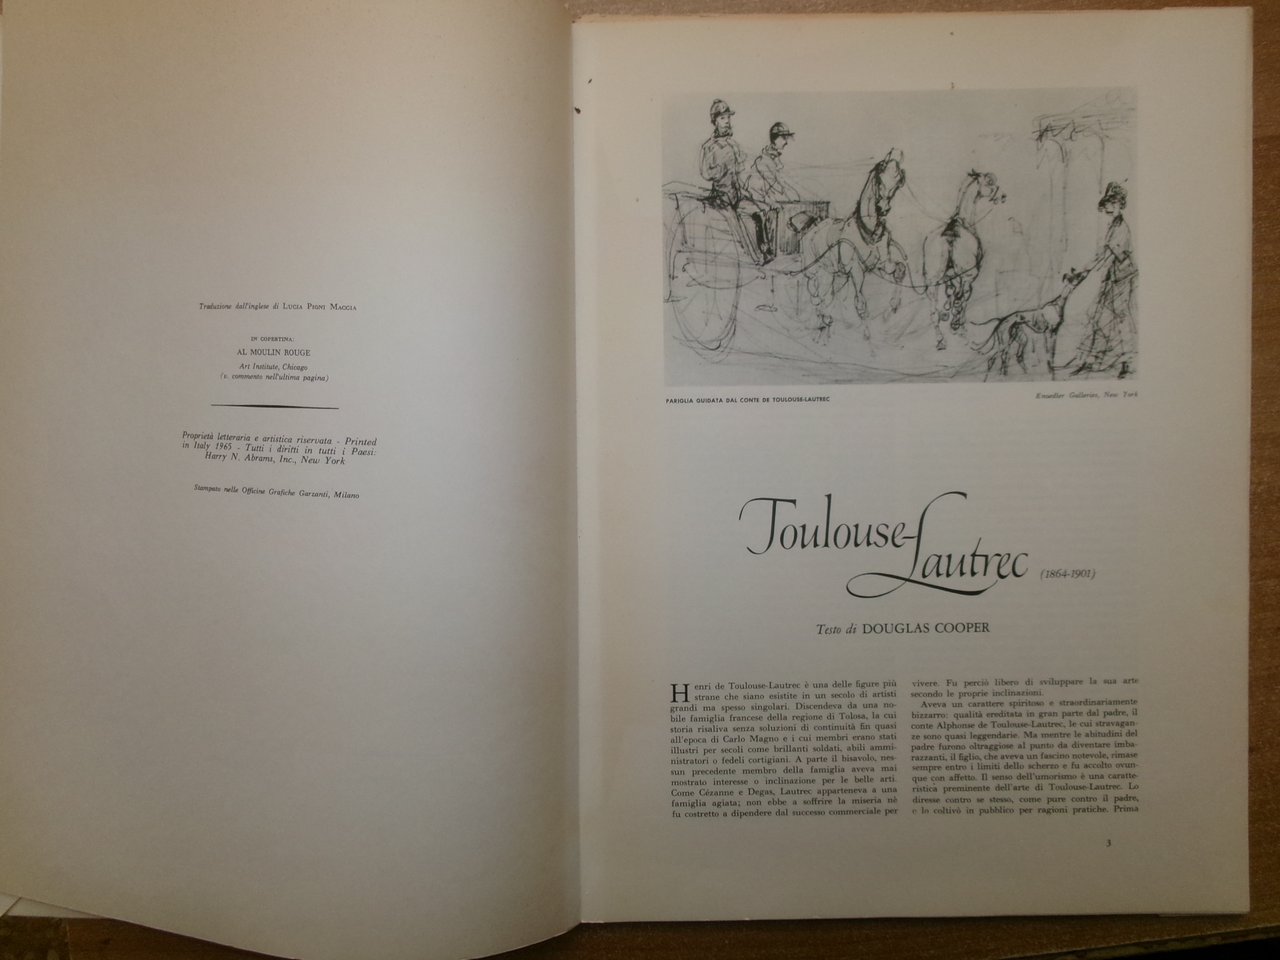 Traduzione dall'inglese di LUCIA PIGNI MACCIA
IN COPERTINA:
AL MOULIN ROUGE
Art Institute, Chicago
(v. commento nell'ultima pagina)
Proprietà letteraria e artistica riservata - Printed
in Italy 1965 - Tutti i diritti in tutti i Paesi:
Harry N. Abrams, Inc., New York
Stampato nelle Officine Grafiche Garzanti, Milano
PARIGLIA GUIDATA DAL CONTE DE TOULOUSE-LAUTREC
Knoedler Galleries, New York
Toulouse-
Lautrec (1864-1901)
Testo di DOUGLAS COOPER
Henri de Toulouse-Lautrec è una delle figure più
strane che siano esistite in un secolo di artisti
grandi ma spesso singolari. Discendeva da una no-
bile famiglia francese della regione di Tolosa, la cui
storia risaliva senza soluzioni di continuità fin quasi
all'epoca di Carlo Magno e i cui membri erano stati
illustri per secoli come brillanti soldati, abili ammi-
nistratori o fedeli cortigiani. A parte il bisavolo, nes-
sun precedente membro della famiglia aveva mai
mostrato interesse o inclinazione per le belle arti.
Come Cézanne e Degas, Lautrec apparteneva a una
famiglia agiata; non ebbe a soffrire la miseria nè
fu costretto a dipendere dal successo commerciale per
vivere. Fu perciò libero di sviluppare la sua arte
secondo le proprie inclinazioni.
Aveva un carattere spiritoso e straordinariamente
bizzarro: qualità ereditata in gran parte dal padre, il
conte Alphonse de Toulouse-Lautrec, le cui stravagan-
ze sono quasi leggendarie. Ma mentre le abitudini del
padre furono oltraggiose al punto da diventare imba-
razzanti, il figlio, che aveva un fascino notevole, rimase
sempre entro i limiti dello scherzo e fu accolto ovun-
que con affetto. Il senso dell'umorismo è una caratte-
ristica preminente dell'arte di Toulouse-Lautrec. Lo
diresse contro se stesso, come pure contro il padre,
e lo coltivò in pubblico per ragioni pratiche. Prima
3